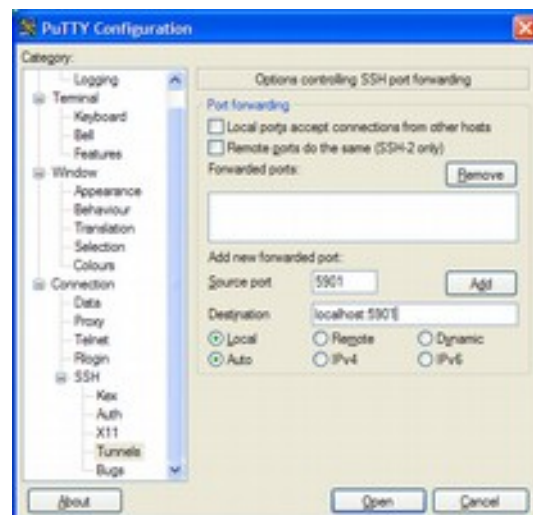 PuTTY Configuration
Category:
Logging
Terminal
Keyboard
Bell
Features
Window
Appearance
Behaviour
Translation
Selection
Colours
Connection
Data
Proxy
Telnet
Rlogin
SSH
Kex
Auth
X11
Tunnels
Bugs
Options controlling SSH port forwarding
Port forwarding
Local ports accept connections from other hosts
Remote ports do the same (SSH-2 only)
Forwarded ports:
Remove
Add new forwarded port:
Source port 5901 Add
Destination localhost:5901
Local Remote Dynamic
Auto IPv4 IPv6
About Open Cancel